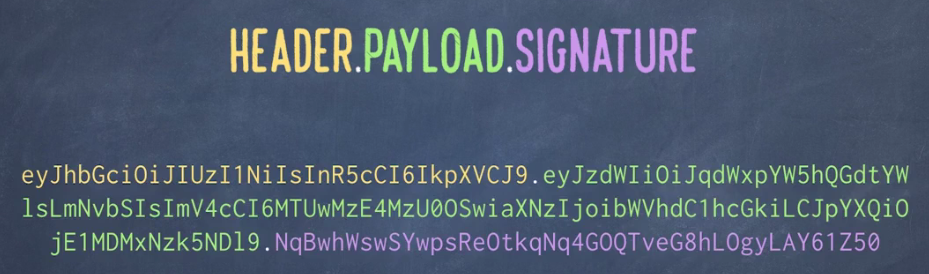 HEADER.PAYLOAD.SIGNATURE
eyJhbGciOiJIUzI1NiIsInR5cCI6IkpXVCJ9.eyJzdWIiOiJqdWxpYW5hQGdtYW
lsLmNvbSIsImV4cCI6MTUwMzE4MzU0OSwiaXNzIjoibWVhdC1hcGkiLCJpYXQiO
jE1MDMxNzk5NDl9.NqBwhWswSYwpsReOtkqNq4GOQTveG8hLOgyLAY61Z50